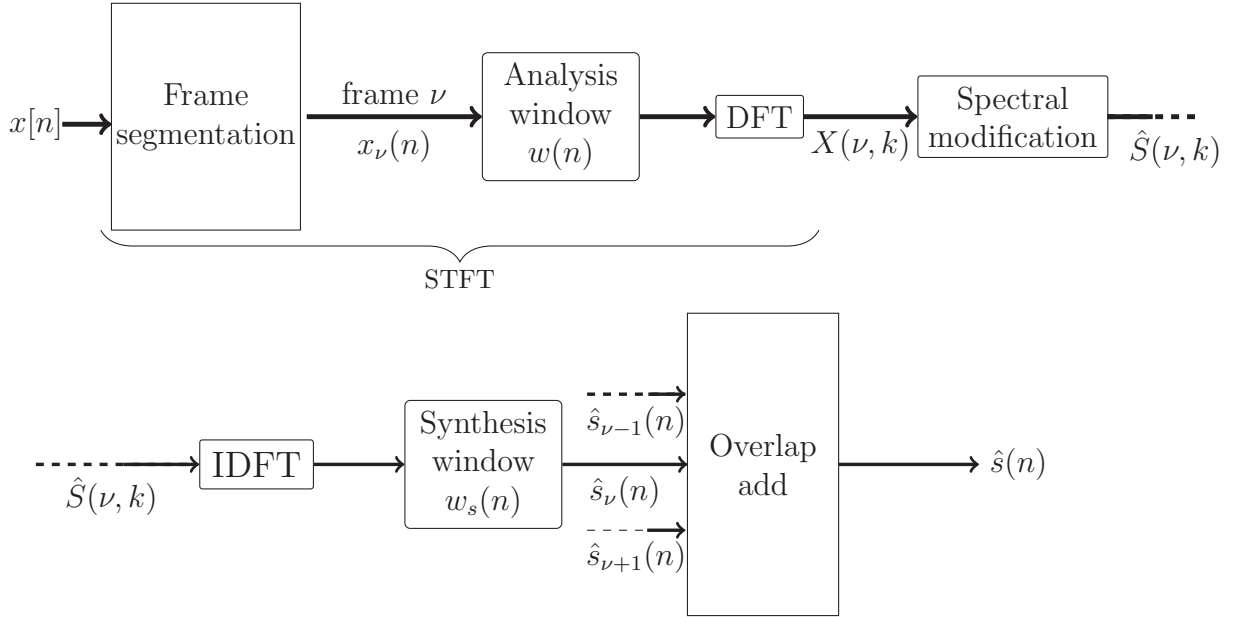 x[n]
Frame
segmentation
frame ν
x_ν(n)
Analysis
window
w(n)
DFT
X(ν, k)
Spectral
modification
Ŝ(ν, k)
STFT
Ŝ(ν, k)
IDFT
Synthesis
window
w_s(n)
ŝ_{ν−1}(n)
ŝ_ν(n)
ŝ_{ν+1}(n)
Overlap
add
ŝ(n)